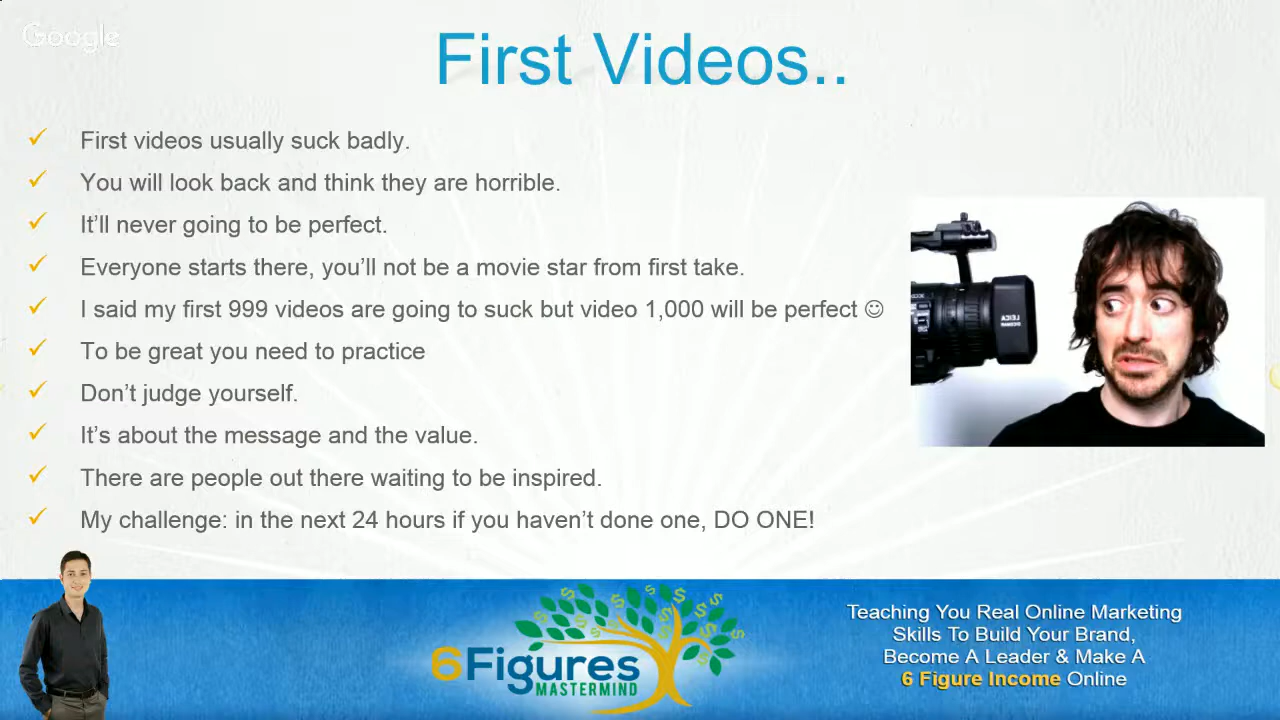 Google
First Videos..
First videos usually suck badly.
You will look back and think they are horrible.
It’ll never going to be perfect.
Everyone starts there, you’ll not be a movie star from first take.
I said my first 999 videos are going to suck but video 1,000 will be perfect ☺
To be great you need to practice
Don’t judge yourself.
It’s about the message and the value.
There are people out there waiting to be inspired.
My challenge: in the next 24 hours if you haven’t done one, DO ONE!
6Figures
MASTERMIND
Teaching You Real Online Marketing
Skills To Build Your Brand,
Become A Leader & Make A
6 Figure Income Online